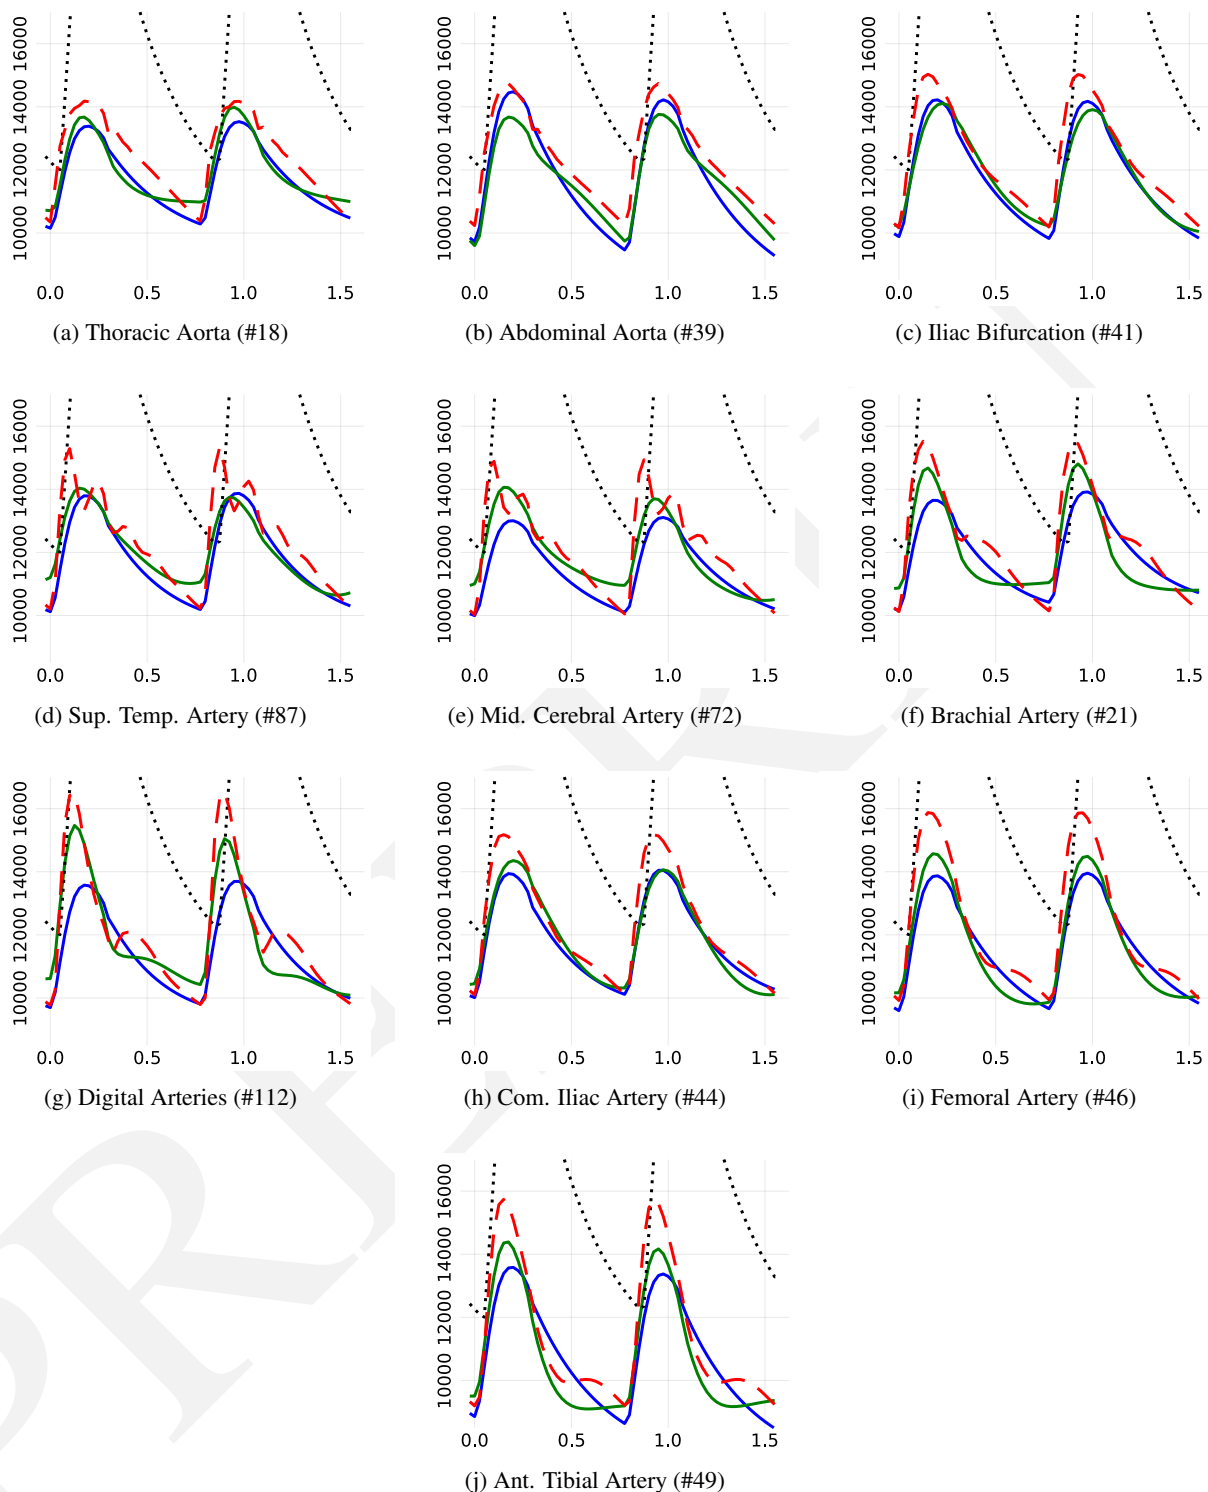 16000
14000
12000
10000
0.0 0.5 1.0 1.5
(a) Thoracic Aorta (#18)
16000
14000
12000
10000
0.0 0.5 1.0 1.5
(b) Abdominal Aorta (#39)
16000
14000
12000
10000
0.0 0.5 1.0 1.5
(c) Iliac Bifurcation (#41)
16000
14000
12000
10000
0.0 0.5 1.0 1.5
(d) Sup. Temp. Artery (#87)
16000
14000
12000
10000
0.0 0.5 1.0 1.5
(e) Mid. Cerebral Artery (#72)
16000
14000
12000
10000
0.0 0.5 1.0 1.5
(f) Brachial Artery (#21)
16000
14000
12000
10000
0.0 0.5 1.0 1.5
(g) Digital Arteries (#112)
16000
14000
12000
10000
0.0 0.5 1.0 1.5
(h) Com. Iliac Artery (#44)
16000
14000
12000
10000
0.0 0.5 1.0 1.5
(i) Femoral Artery (#46)
16000
14000
12000
10000
0.0 0.5 1.0 1.5
(j) Ant. Tibial Artery (#49)